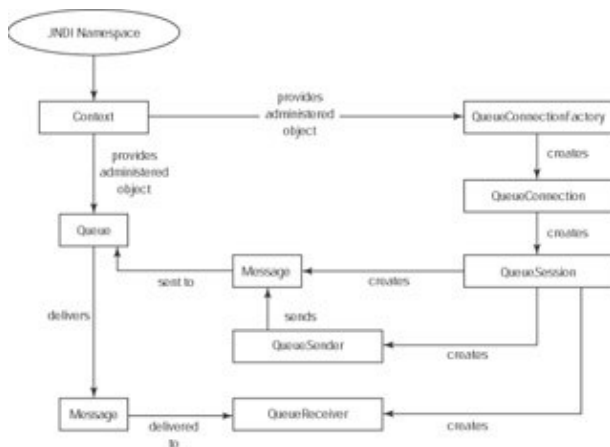 JNDI Namespace
Context
provides
administered
object
QueueConnectionFactory
provides
administered
object
creates
QueueConnection
creates
Queue
Message
QueueSession
sent to
creates
delivers
sends
QueueSender
creates
Message
QueueReceiver
delivered
to
creates